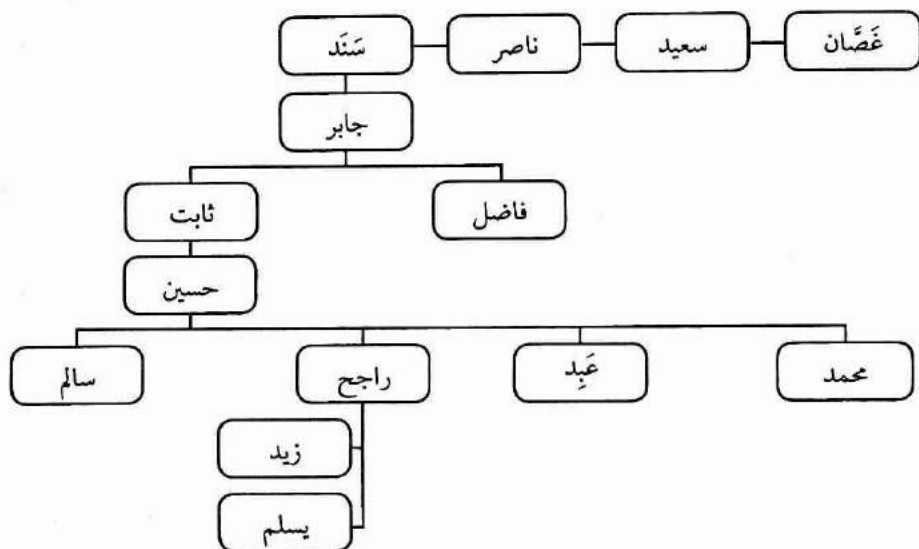 غَصَّان سعيد ناصر سَنَد
جابر
فاضل ثابت
حسين
محمد عَبِد راجح سالم
زيد
يسلم